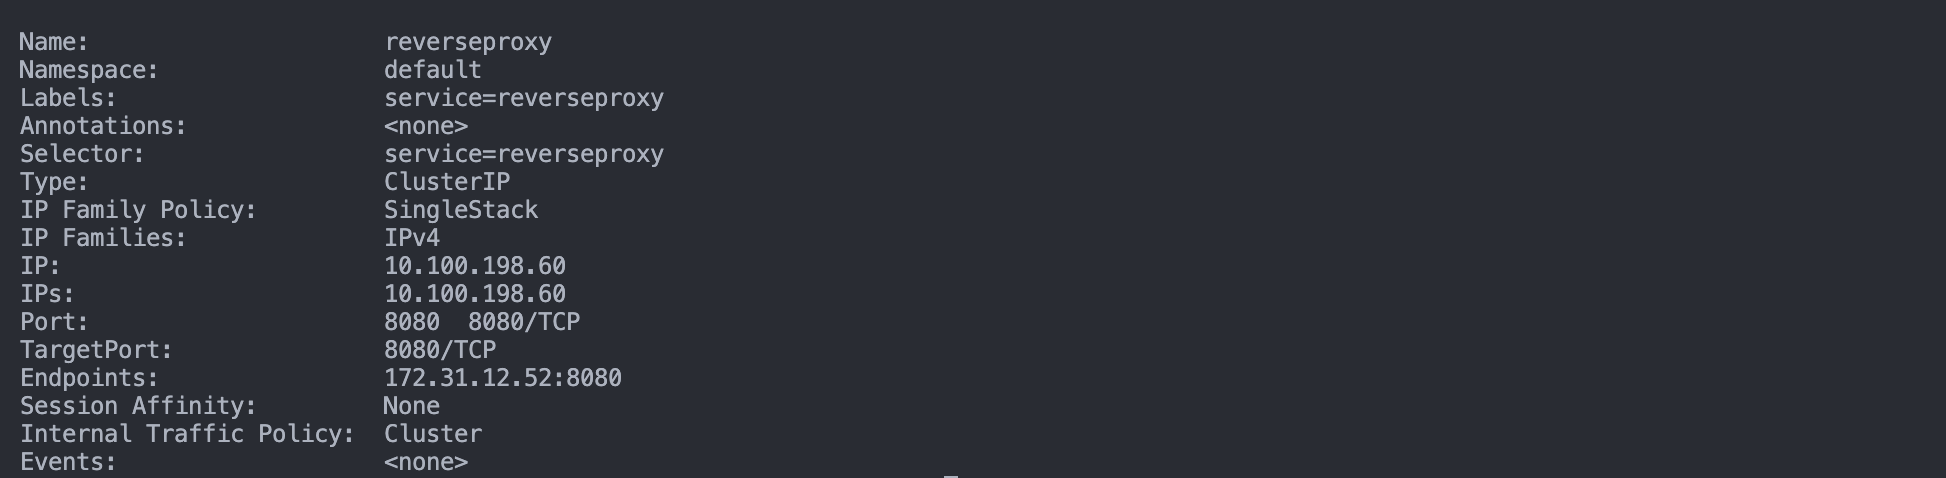 Name:                     reverseproxy
Namespace:                default
Labels:                   service=reverseproxy
Annotations:              <none>
Selector:                 service=reverseproxy
Type:                     ClusterIP
IP Family Policy:         SingleStack
IP Families:              IPv4
IP:                       10.100.198.60
IPs:                      10.100.198.60
Port:                     8080  8080/TCP
TargetPort:               8080/TCP
Endpoints:                172.31.12.52:8080
Session Affinity:         None
Internal Traffic Policy:  Cluster
Events:                   <none>